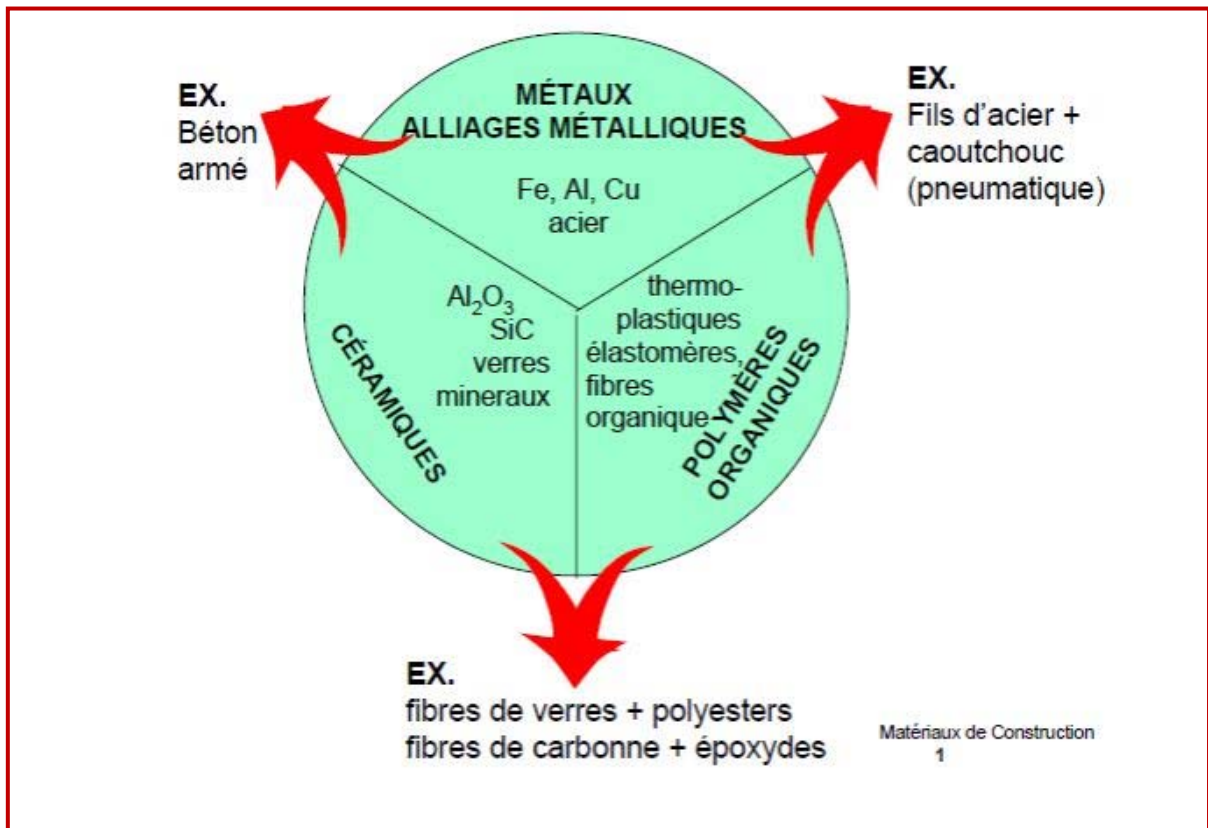 EX.
Béton
armé
MÉTAUX
ALLIAGES MÉTALLIQUES
Fe, Al, Cu
acier
EX.
Fils d'acier +
caoutchouc
(pneumatique)
Al₂O₃
SiC
verres
mineraux
CÉRAMIQUES
thermo-
plastiques
élastomères,
fibres
organique
POLYMÈRES
ORGANIQUES
EX.
fibres de verres + polyesters
fibres de carbonne + époxydes
Matériaux de Construction
1